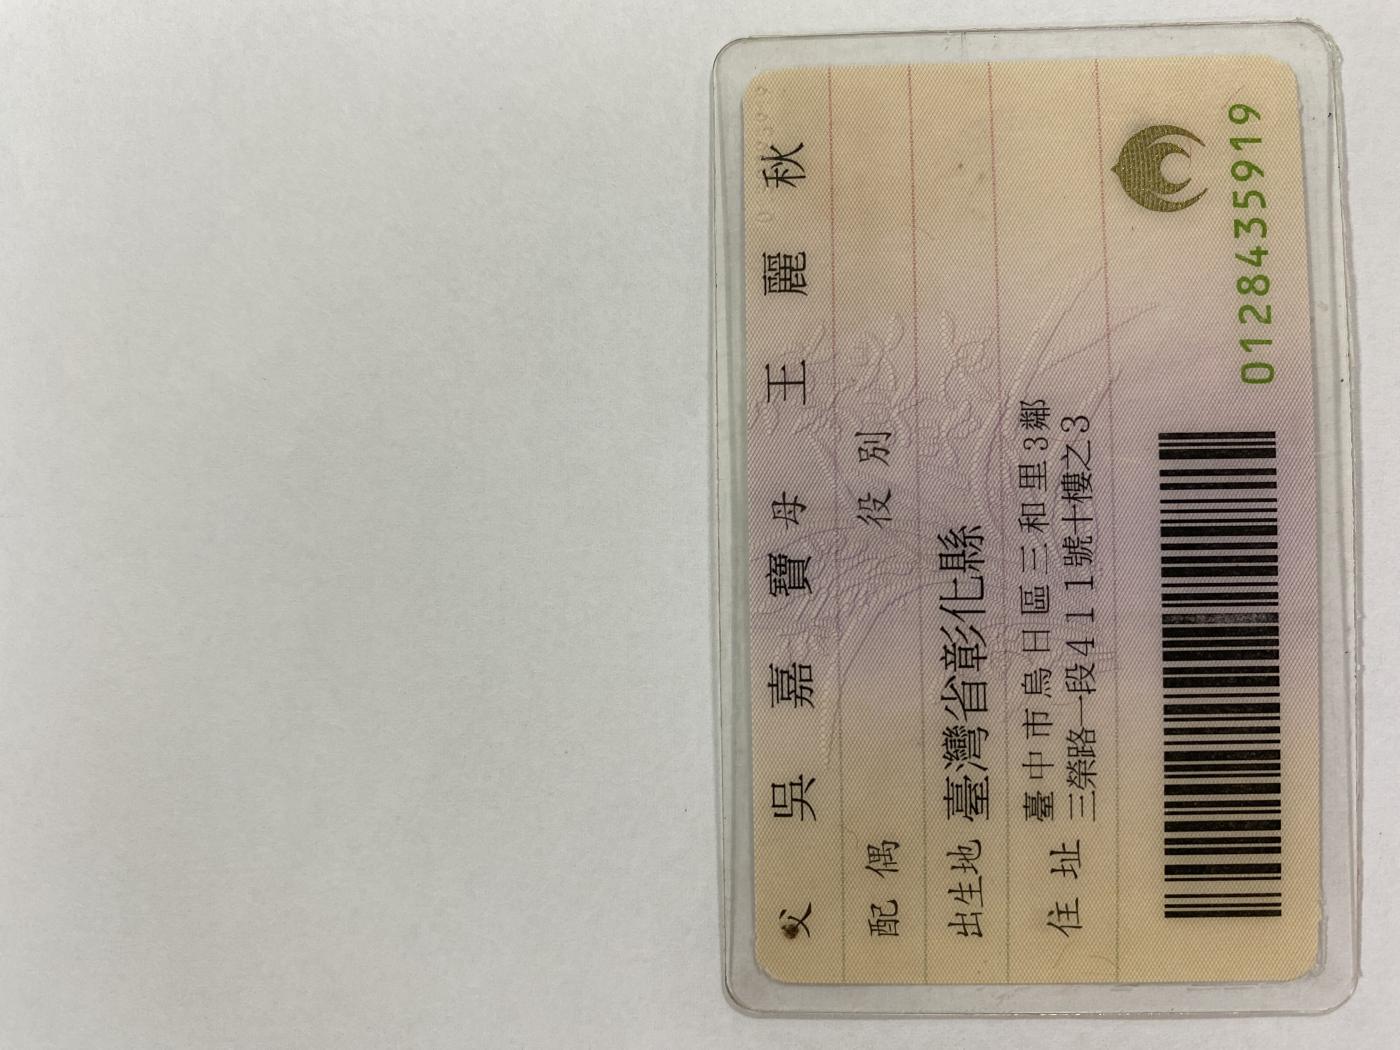 父 吳嘉寶 母 王麗秋
配偶 役別
出生地 臺灣省彰化縣
住址 臺中市烏日區三和里3鄰
三榮路一段411號十樓之3
0128435919